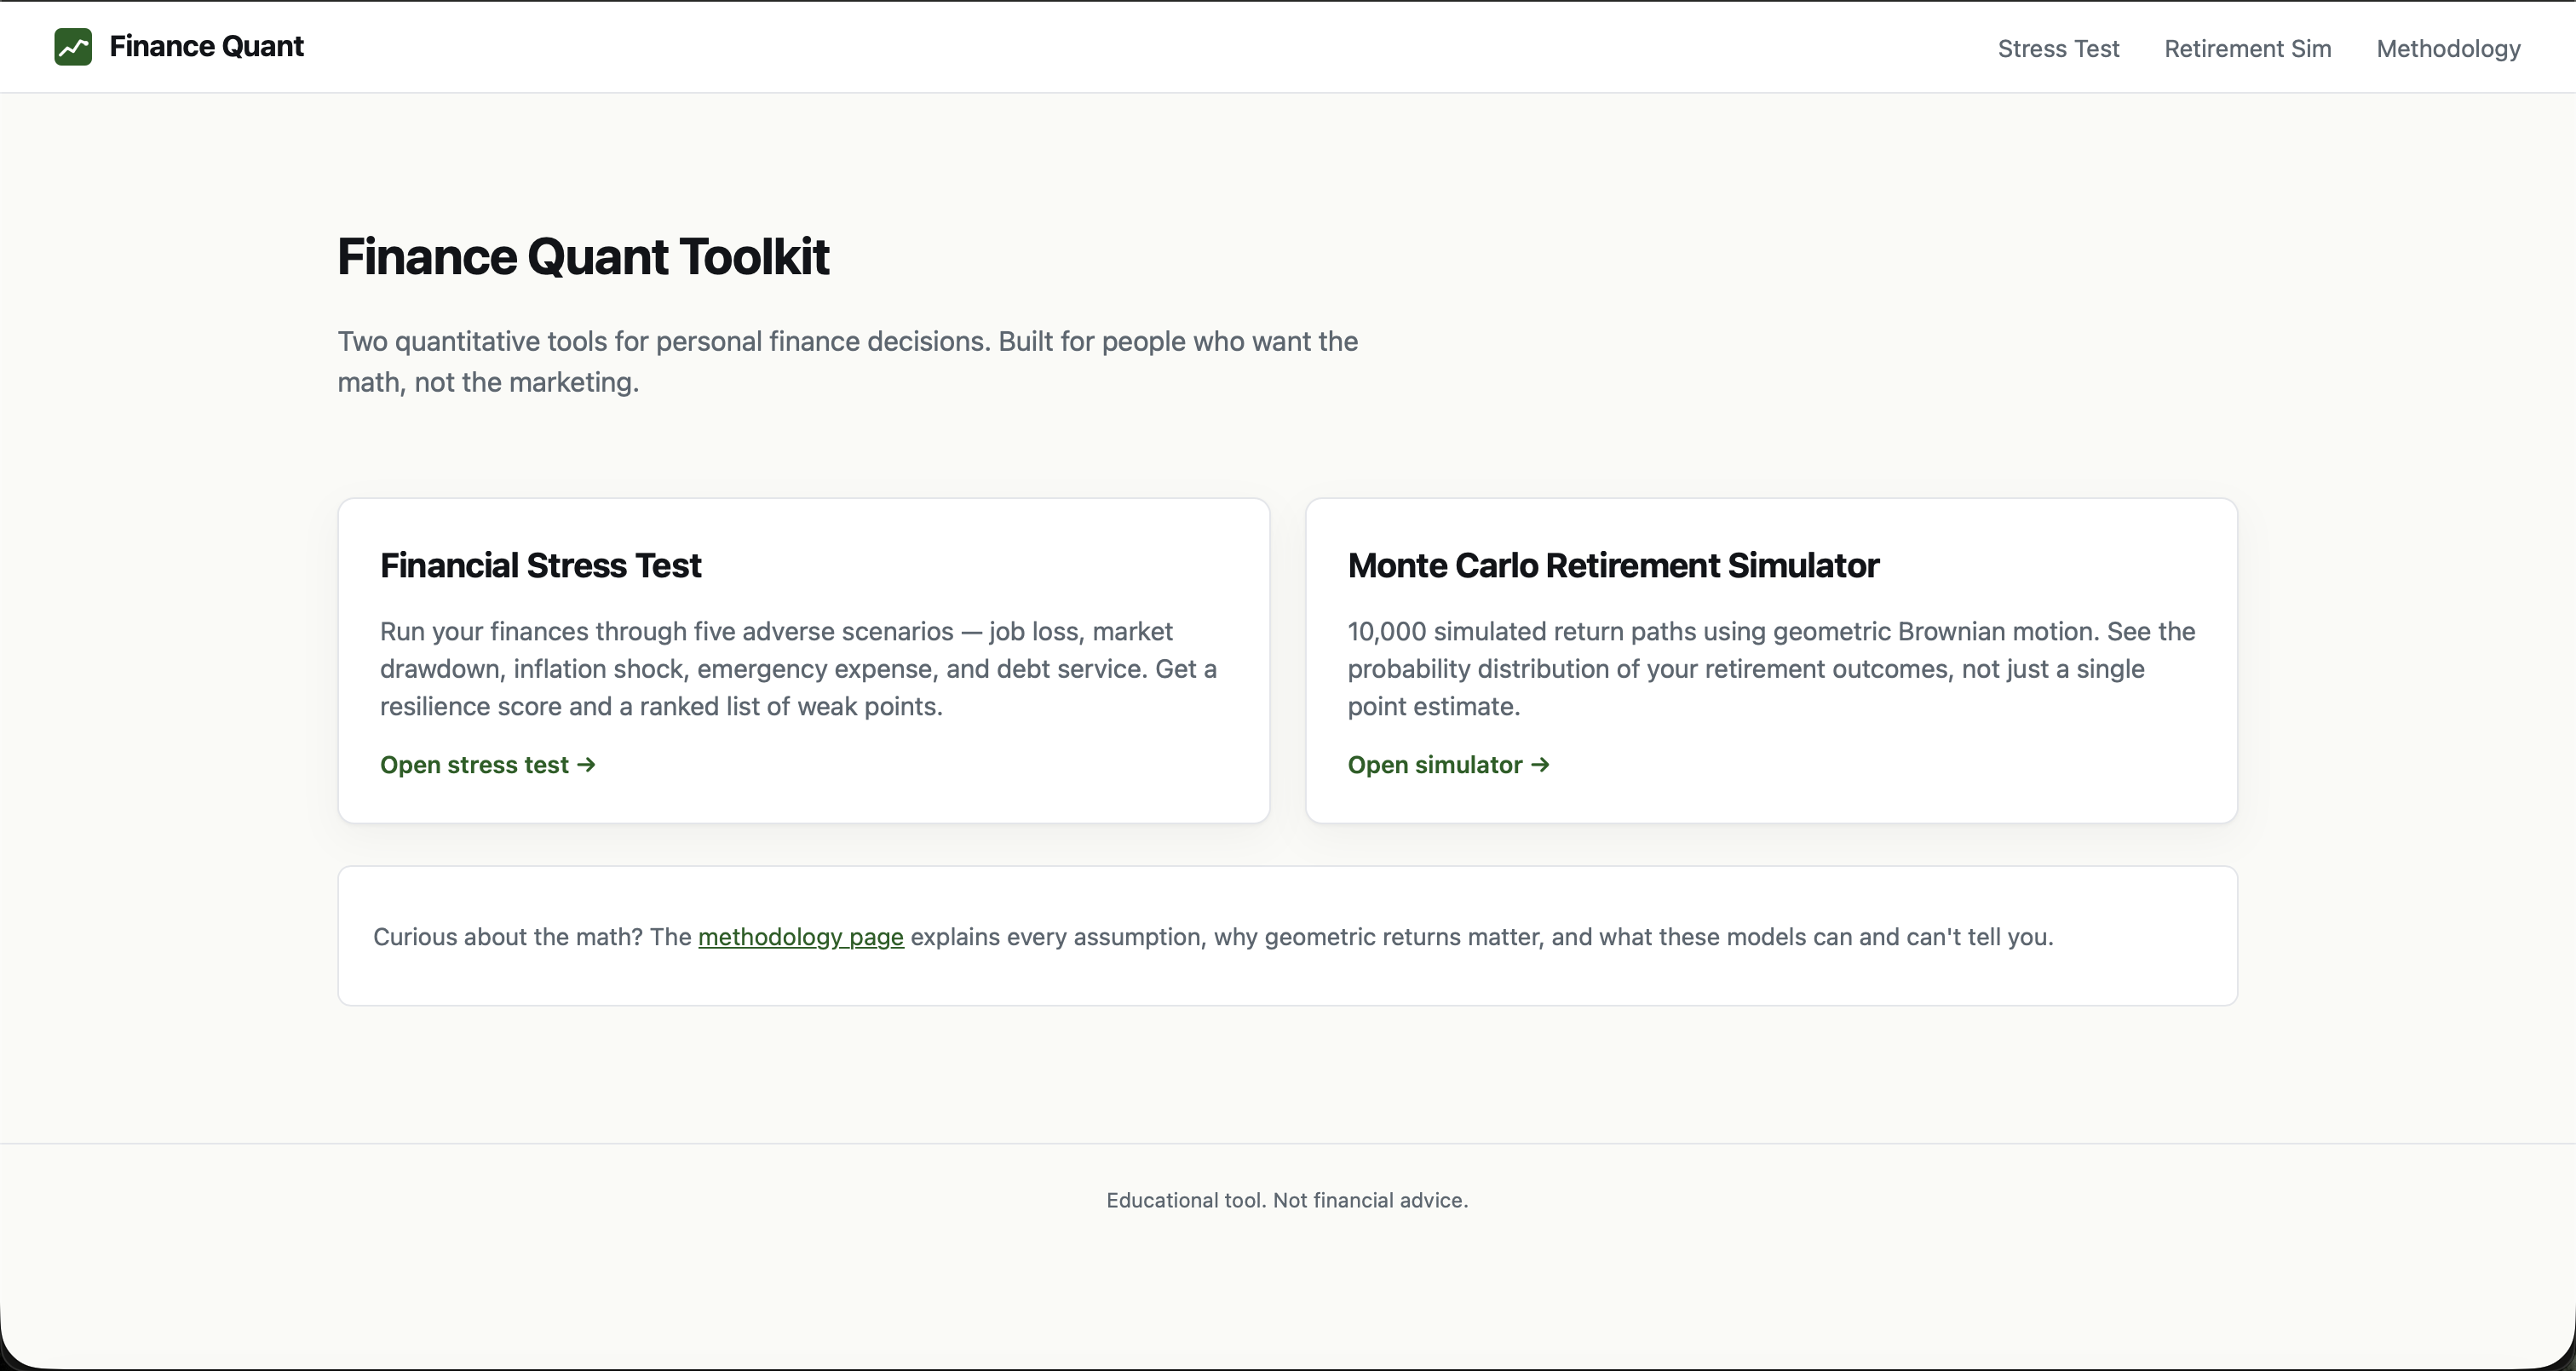 Finance Quant
Stress Test
Retirement Sim
Methodology
Finance Quant Toolkit
Two quantitative tools for personal finance decisions. Built for people who want the
math, not the marketing.
Financial Stress Test
Run your finances through five adverse scenarios — job loss, market
drawdown, inflation shock, emergency expense, and debt service. Get a
resilience score and a ranked list of weak points.
Open stress test →
Monte Carlo Retirement Simulator
10,000 simulated return paths using geometric Brownian motion. See the
probability distribution of your retirement outcomes, not just a single
point estimate.
Open simulator →
Curious about the math? The methodology page explains every assumption, why geometric returns matter, and what these models can and can't tell you.
Educational tool. Not financial advice.